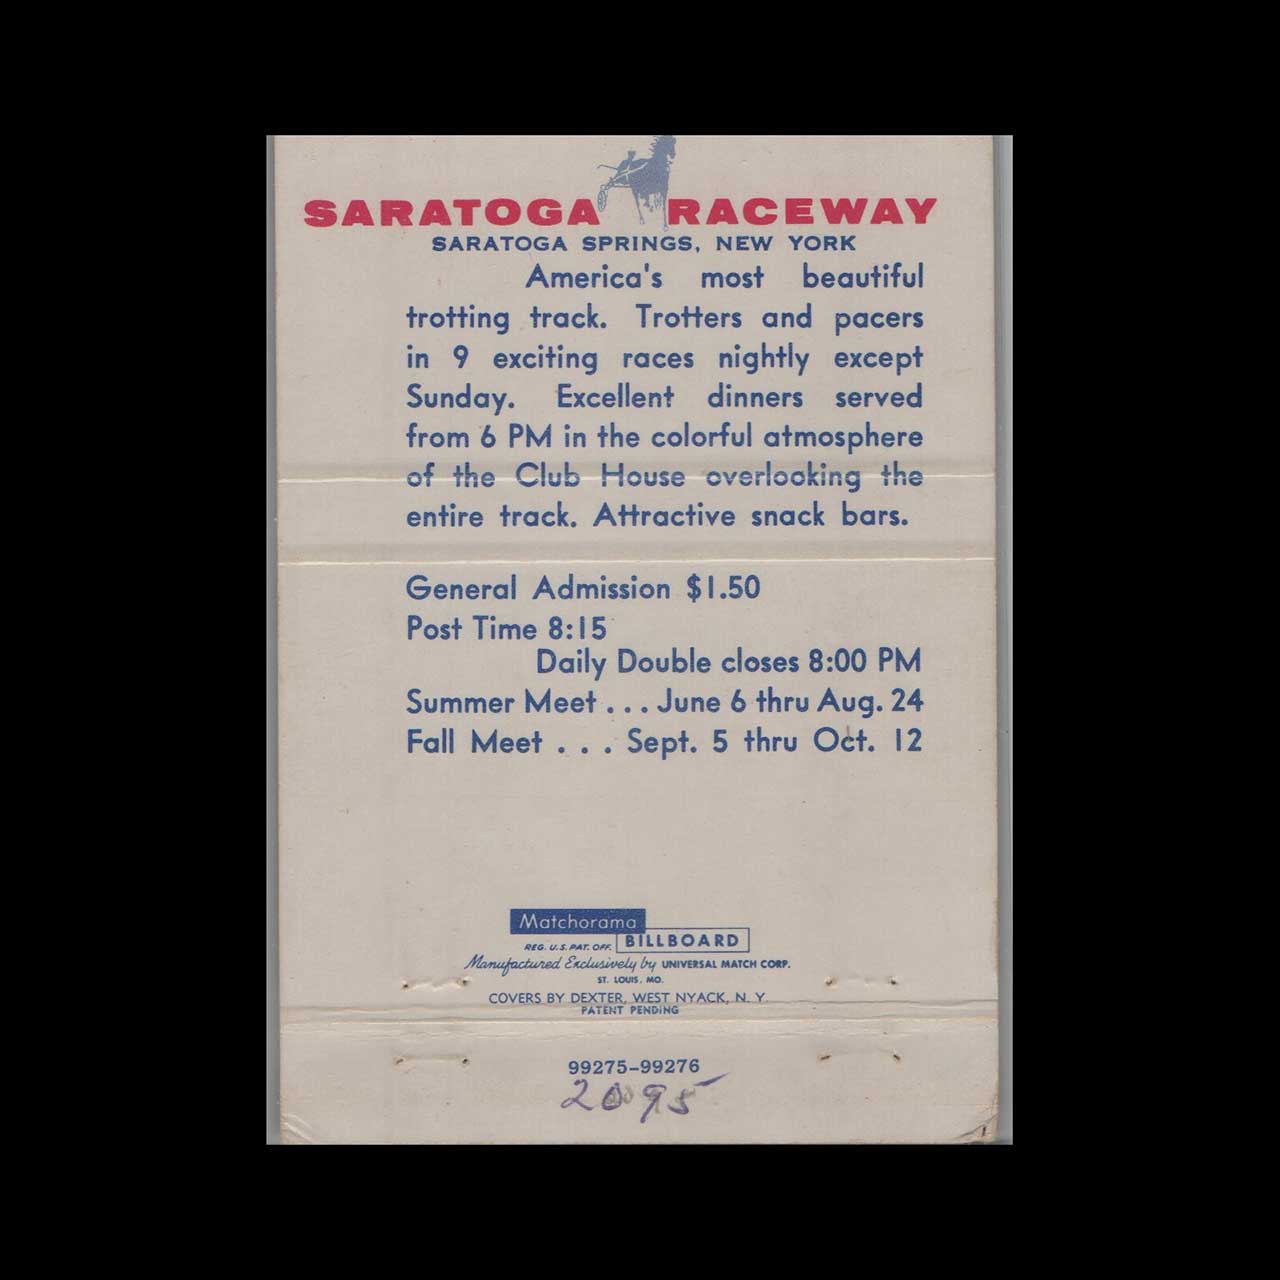 SARATOGA RACEWAY
SARATOGA SPRINGS, NEW YORK
America's most beautiful
trotting track. Trotters and pacers
in 9 exciting races nightly except
Sunday. Excellent dinners served
from 6 PM in the colorful atmosphere
of the Club House overlooking the
entire track. Attractive snack bars.
General Admission $1.50
Post Time 8:15
Daily Double closes 8:00 PM
Summer Meet . . . June 6 thru Aug. 24
Fall Meet . . . Sept. 5 thru Oct. 12
Matchorama
REG. U.S. PAT. OFF. BILLBOARD
Manufactured Exclusively by UNIVERSAL MATCH CORP.
ST. LOUIS, MO.
COVERS BY DEXTER, WEST NYACK, N. Y.
PATENT PENDING
99275-99276
2095